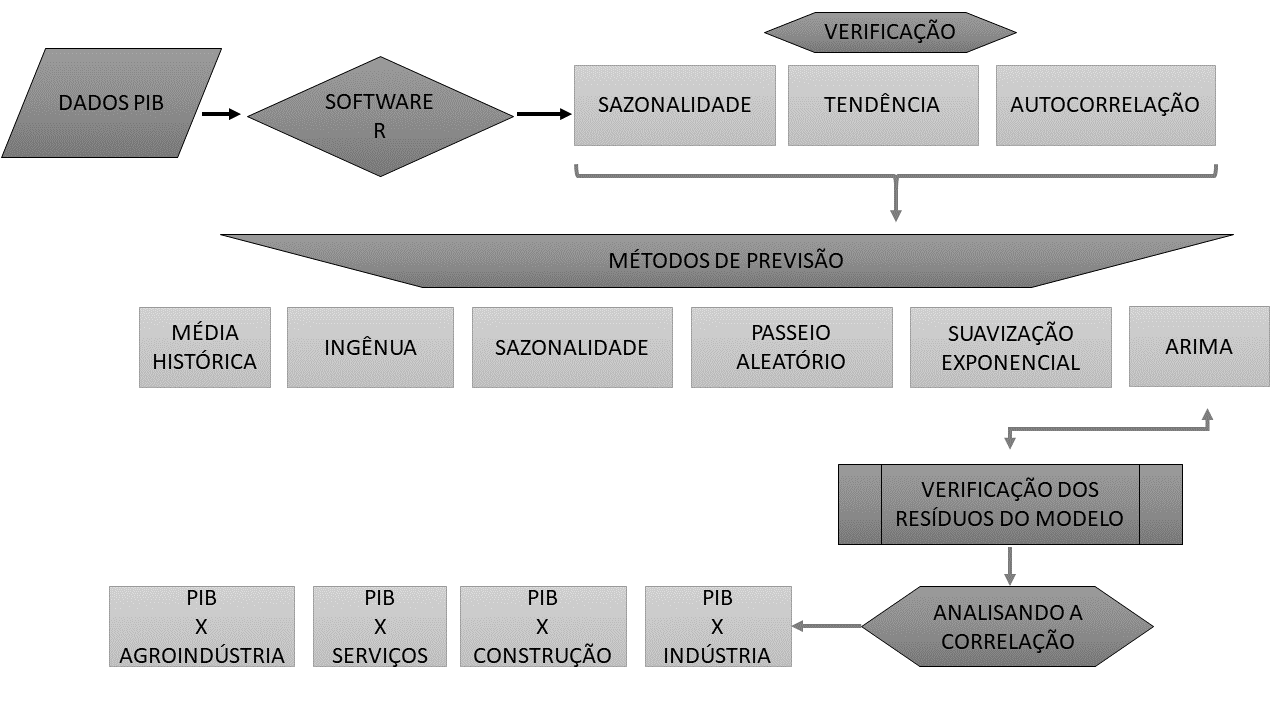 DADOS PIB
SOFTWARE
R
VERIFICAÇÃO
SAZONALIDADE
TENDÊNCIA
AUTOCORRELAÇÃO
MÉTODOS DE PREVISÃO
MÉDIA
HISTÓRICA
INGÊNUA
SAZONALIDADE
PASSEIO
ALEATÓRIO
SUAVIZAÇÃO
EXPONENCIAL
ARIMA
VERIFICAÇÃO DOS
RESÍDUOS DO MODELO
ANALISANDO A
CORRELAÇÃO
PIB
X
AGROINDÚSTRIA
PIB
X
SERVIÇOS
PIB
X
CONSTRUÇÃO
PIB
X
INDÚSTRIA